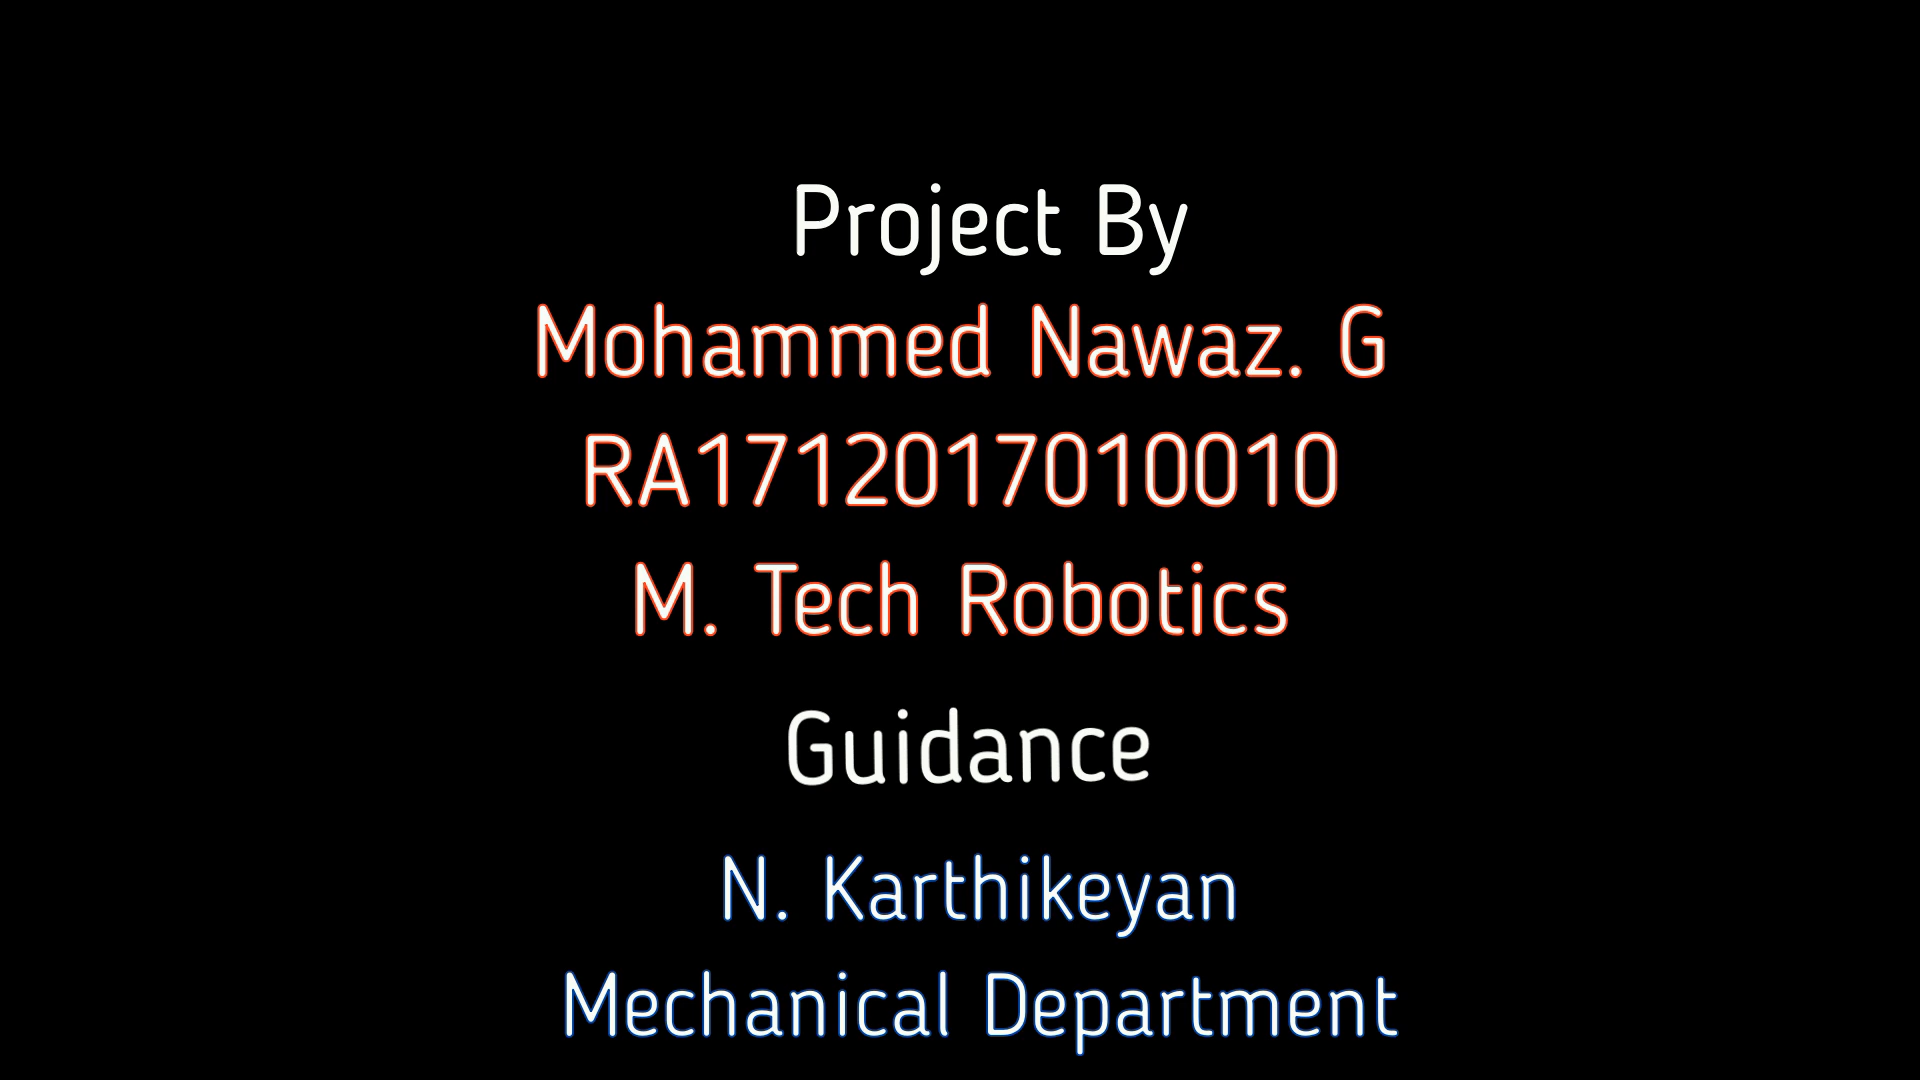 Project By
Mohammed Nawaz. G
RA1712017010010
M. Tech Robotics
Guidance
N. Karthikeyan
Mechanical Department